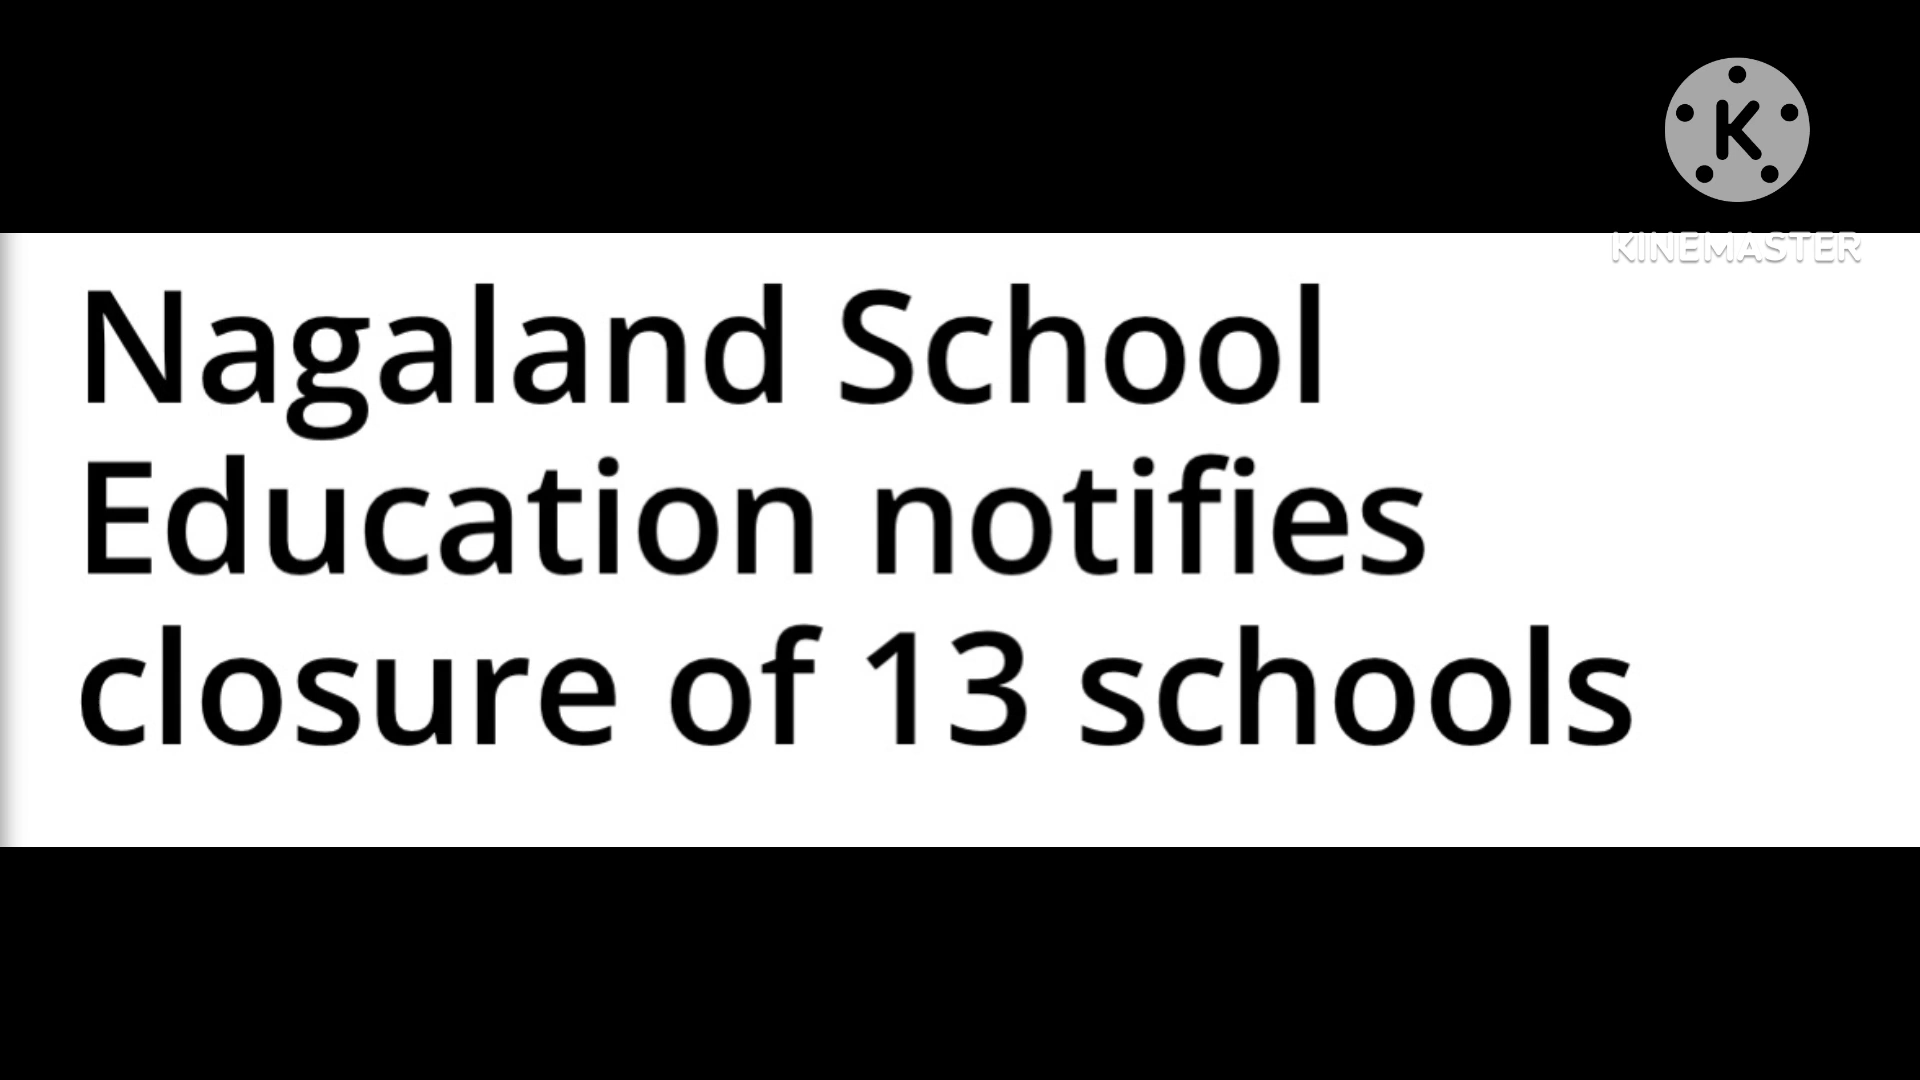 K
KINEMASTER
Nagaland School
Education notifies
closure of 13 schools